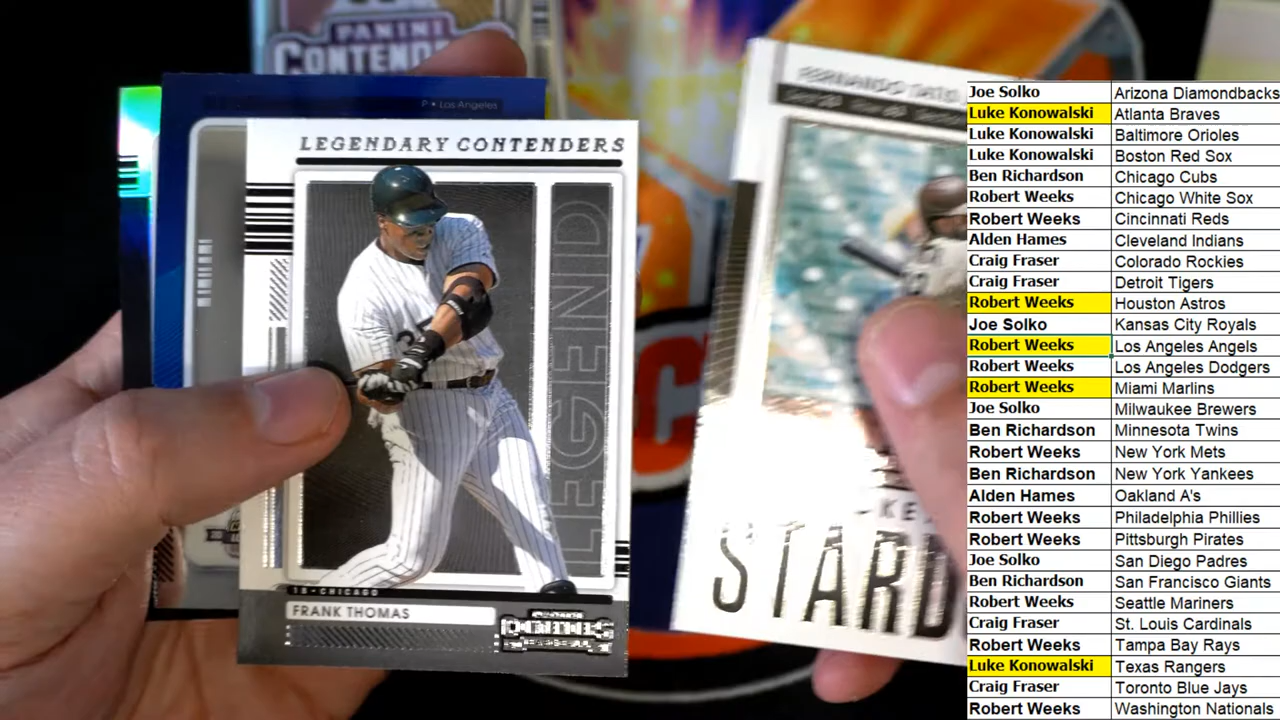 PANINI
CONTEND
P • Los Angeles
LEGENDARY CONTENDERS
LEGEND
1B • CHICAGO
FRANK THOMAS
FERNANDO
STARD
Joe Solko Arizona Diamondbacks
Luke Konowalski Atlanta Braves
Luke Konowalski Baltimore Orioles
Luke Konowalski Boston Red Sox
Ben Richardson Chicago Cubs
Robert Weeks Chicago White Sox
Robert Weeks Cincinnati Reds
Alden Hames Cleveland Indians
Craig Fraser Colorado Rockies
Craig Fraser Detroit Tigers
Robert Weeks Houston Astros
Joe Solko Kansas City Royals
Robert Weeks Los Angeles Angels
Robert Weeks Los Angeles Dodgers
Robert Weeks Miami Marlins
Joe Solko Milwaukee Brewers
Ben Richardson Minnesota Twins
Robert Weeks New York Mets
Ben Richardson New York Yankees
Alden Hames Oakland A's
Robert Weeks Philadelphia Phillies
Robert Weeks Pittsburgh Pirates
Joe Solko San Diego Padres
Ben Richardson San Francisco Giants
Robert Weeks Seattle Mariners
Craig Fraser St. Louis Cardinals
Robert Weeks Tampa Bay Rays
Luke Konowalski Texas Rangers
Craig Fraser Toronto Blue Jays
Robert Weeks Washington Nationals